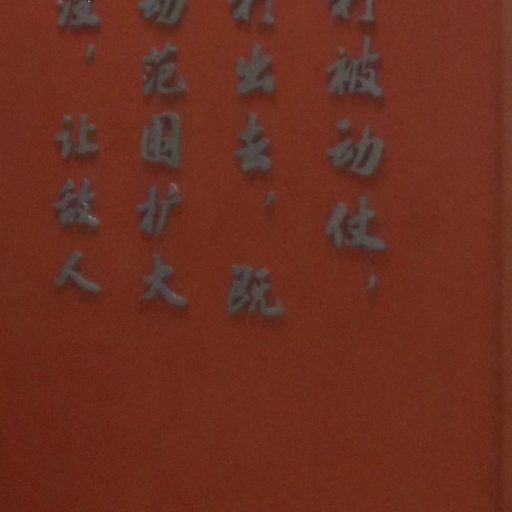 打被动仗，
打出去，既
动范围扩大
，让敌人